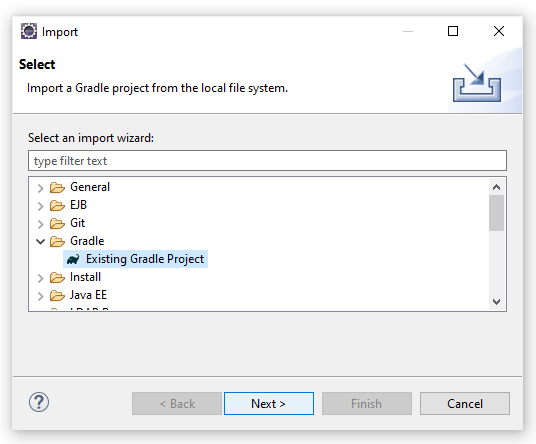 Import
Select
Import a Gradle project from the local file system.
Select an import wizard:
type filter text
General
EJB
Git
Gradle
Existing Gradle Project
Install
Java EE
? < Back Next > Finish Cancel